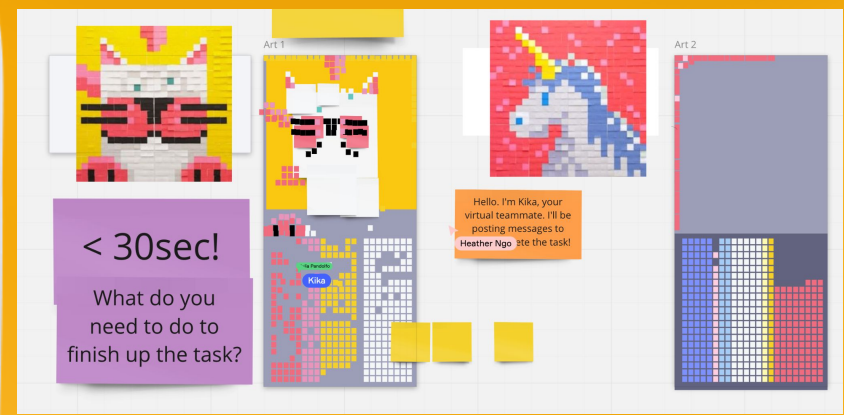 Art 1
Art 2
< 30sec!
What do you
need to do to
finish up the task?
Hello. I'm Kika, your
virtual teammate. I'll be
posting messages to
Heather Ngo ete the task!
Pandolfo
Kika